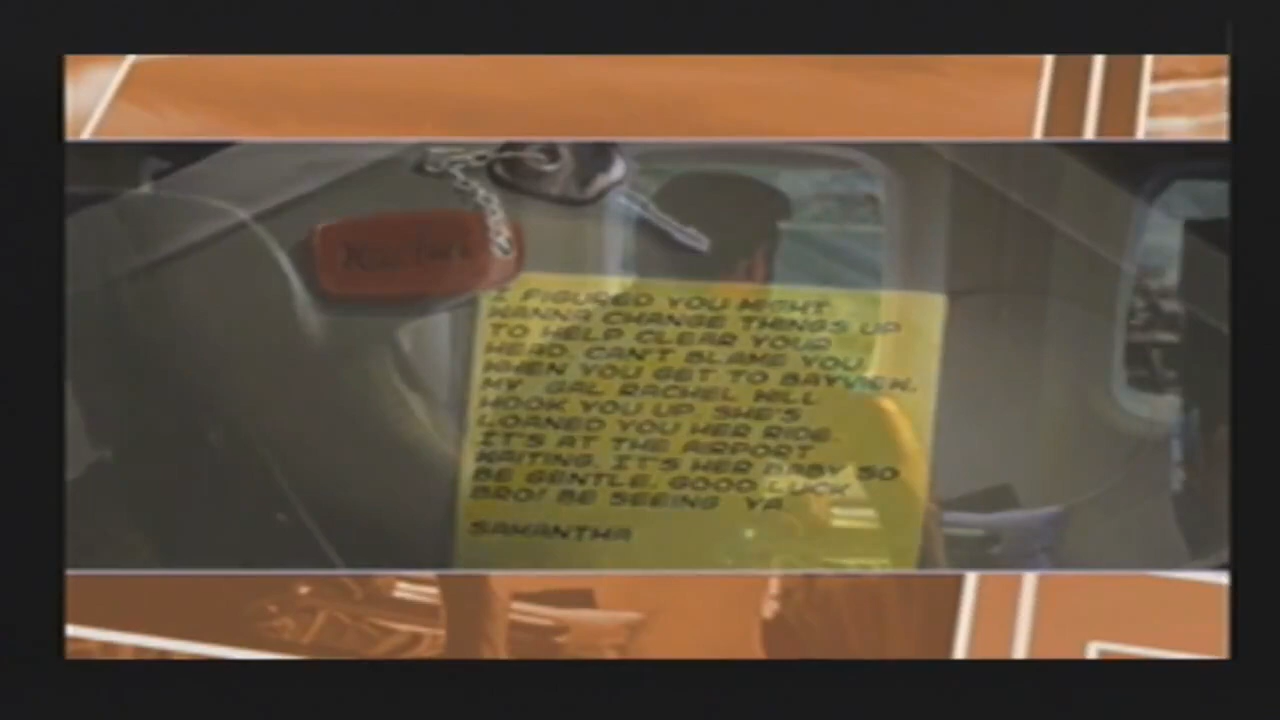 I FIGURED YOU MIGHT
WANNA CHANGE THINGS UP
TO HELP CLEAR YOUR
HEAD. CAN'T BLAME YOU
WHEN YOU GET TO BAYVIEW,
MY GAL RACHEL WILL
HOOK YOU UP. SHE'S
LOANED YOU HER RIDE.
IT'S AT THE AIRPORT
WAITING. IT'S HER BABY SO
BE GENTLE. GOOD LUCK
BRO! BE SEEING YA
SAMANTHA